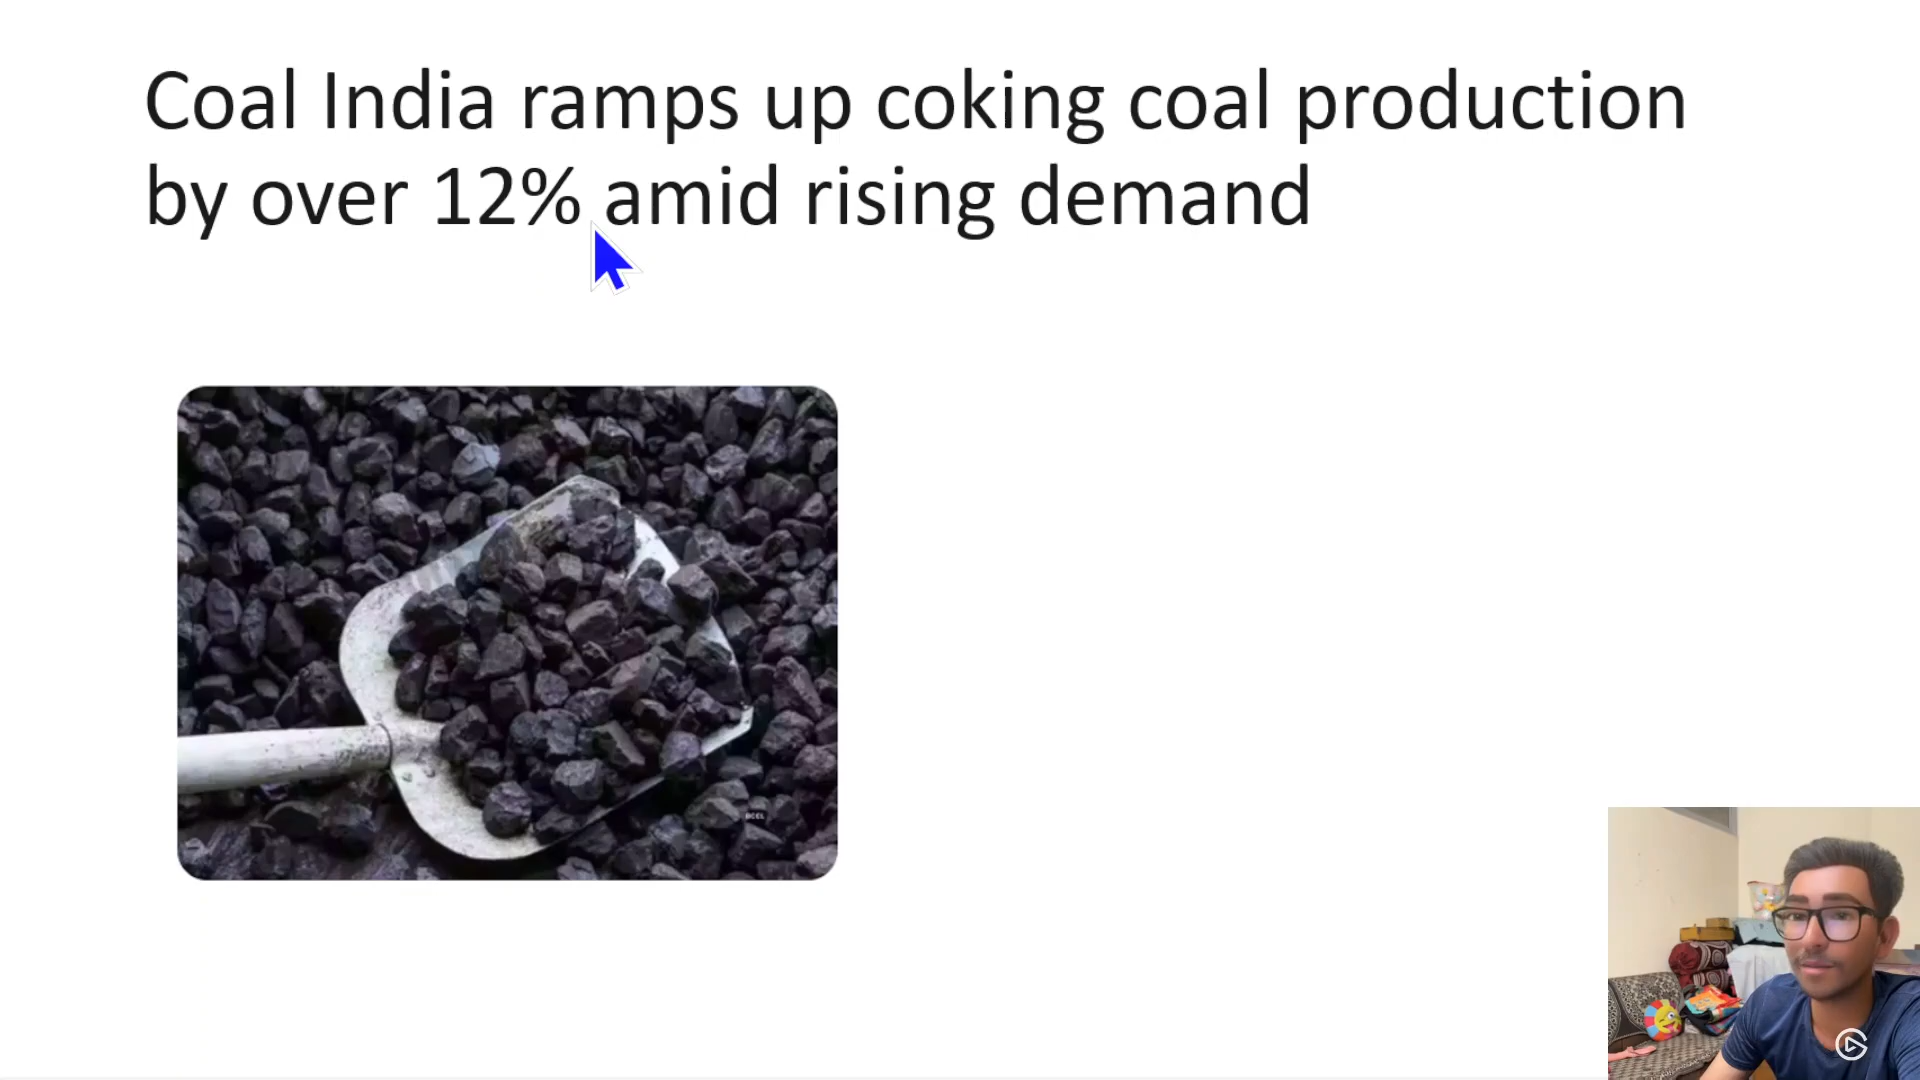 Coal India ramps up coking coal production
by over 12% amid rising demand